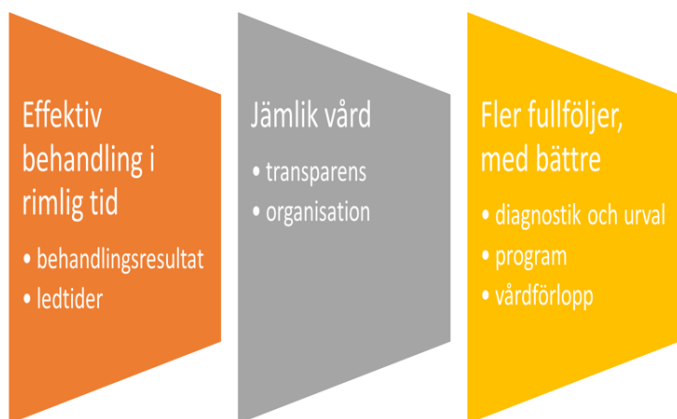 Effektiv
behandling i
rimlig tid
• behandlingsresultat
• ledtider
Jämlik vård
• transparens
• organisation
Fler fullföljer,
med bättre
• diagnostik och urval
• program
• vårdförlopp